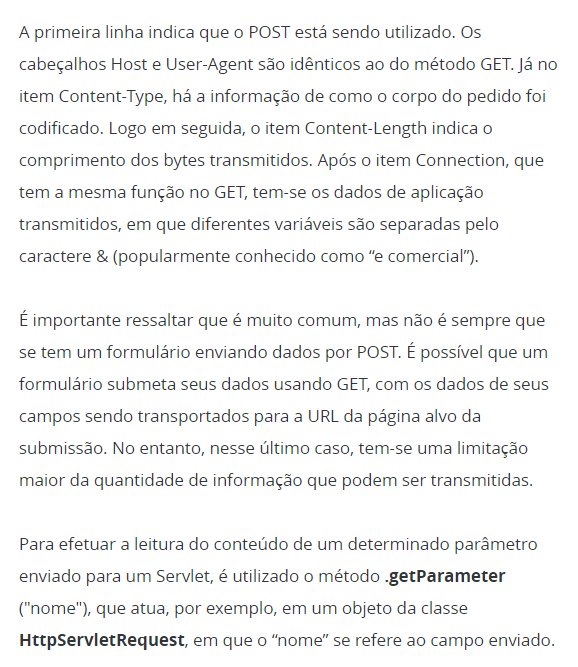 A primeira linha indica que o POST está sendo utilizado. Os
cabeçalhos Host e User-Agent são idênticos ao do método GET. Já no
item Content-Type, há a informação de como o corpo do pedido foi
codificado. Logo em seguida, o item Content-Length indica o
comprimento dos bytes transmitidos. Após o item Connection, que
tem a mesma função no GET, tem-se os dados de aplicação
transmitidos, em que diferentes variáveis são separadas pelo
caractere & (popularmente conhecido como “e comercial”).
É importante ressaltar que é muito comum, mas não é sempre que
se tem um formulário enviando dados por POST. É possível que um
formulário submeta seus dados usando GET, com os dados de seus
campos sendo transportados para a URL da página alvo da
submissão. No entanto, nesse último caso, tem-se uma limitação
maior da quantidade de informação que podem ser transmitidas.
Para efetuar a leitura do conteúdo de um determinado parâmetro
enviado para um Servlet, é utilizado o método .getParameter
("nome"), que atua, por exemplo, em um objeto da classe
HttpServletRequest, em que o “nome” se refere ao campo enviado.